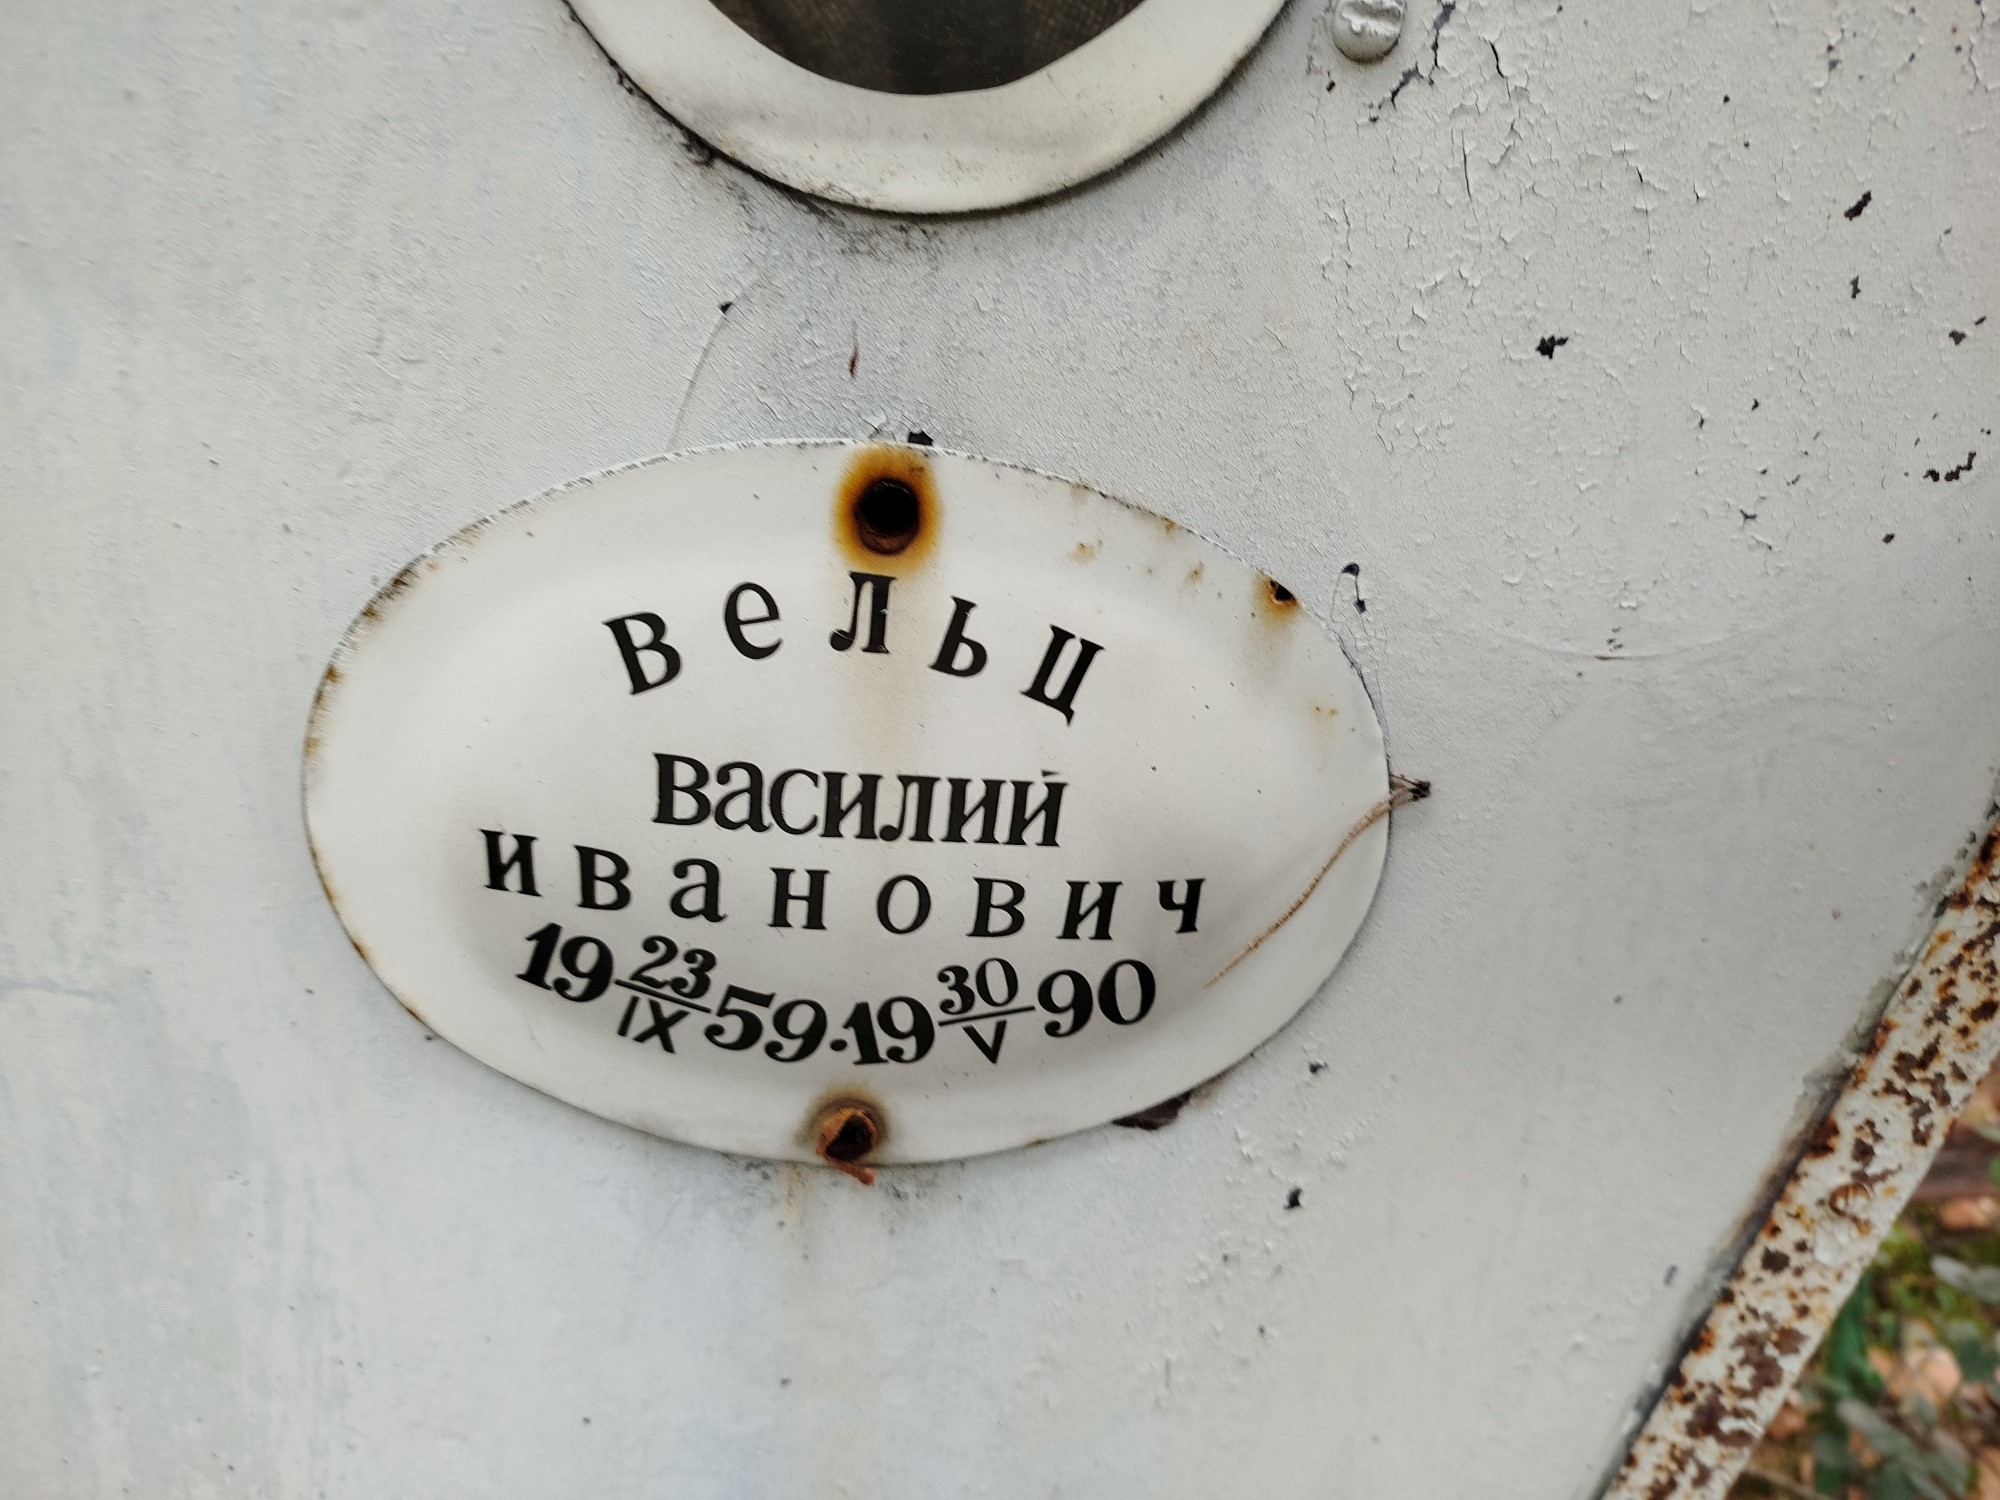 Вельц
Василий
Иванович
19 23/IX 59.19 30/V 90